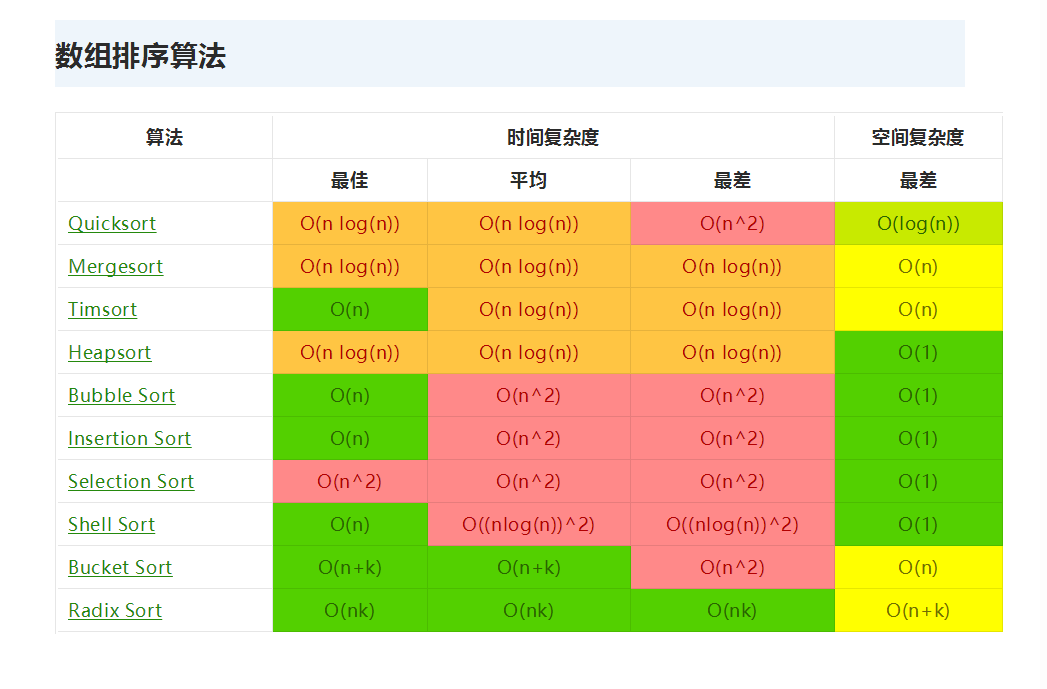 数组排序算法
算法 时间复杂度 空间复杂度
最佳 平均 最差 最差
Quicksort O(n log(n)) O(n log(n)) O(n^2) O(log(n))
Mergesort O(n log(n)) O(n log(n)) O(n log(n)) O(n)
Timsort O(n) O(n log(n)) O(n log(n)) O(n)
Heapsort O(n log(n)) O(n log(n)) O(n log(n)) O(1)
Bubble Sort O(n) O(n^2) O(n^2) O(1)
Insertion Sort O(n) O(n^2) O(n^2) O(1)
Selection Sort O(n^2) O(n^2) O(n^2) O(1)
Shell Sort O(n) O((nlog(n))^2) O((nlog(n))^2) O(1)
Bucket Sort O(n+k) O(n+k) O(n^2) O(n)
Radix Sort O(nk) O(nk) O(nk) O(n+k)